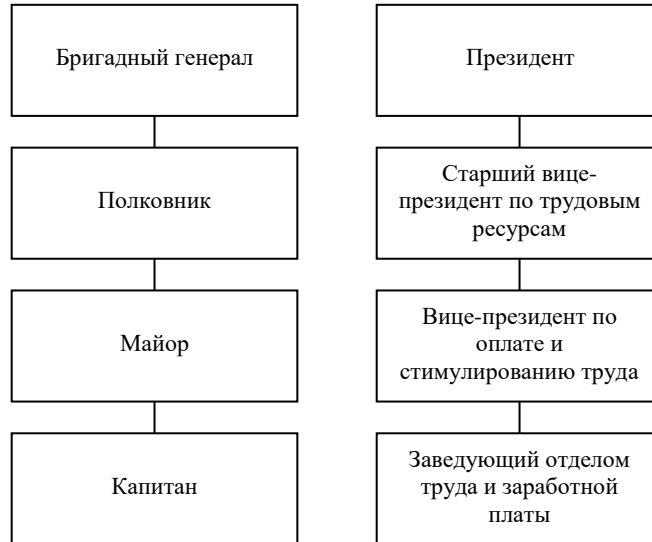 Бригадный генерал
Президент
Полковник
Старший вице-
президент по трудовым
ресурсам
Майор
Вице-президент по
оплате и
стимулированию труда
Капитан
Заведующий отделом
труда и заработной
платы